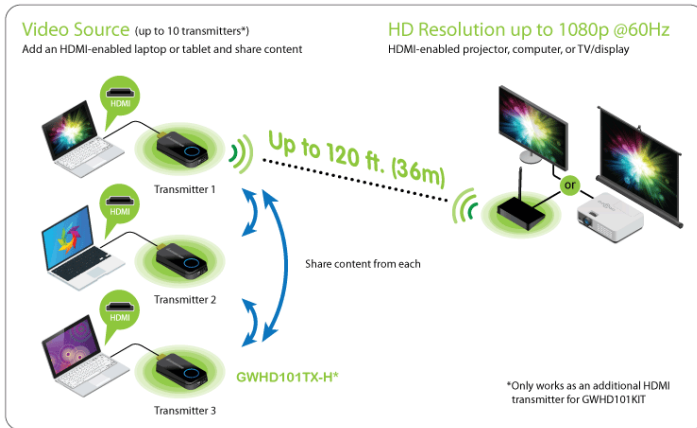 Video Source (up to 10 transmitters*)
Add an HDMI-enabled laptop or tablet and share content
HD Resolution up to 1080p @60Hz
HDMI-enabled projector, computer, or TV/display
HDMI
Transmitter 1
Up to 120 ft. (36m)
or
HDMI
Transmitter 2
Share content from each
HDMI
Transmitter 3
GWHD101TX-H*
*Only works as an additional HDMI
transmitter for GWHD101KIT